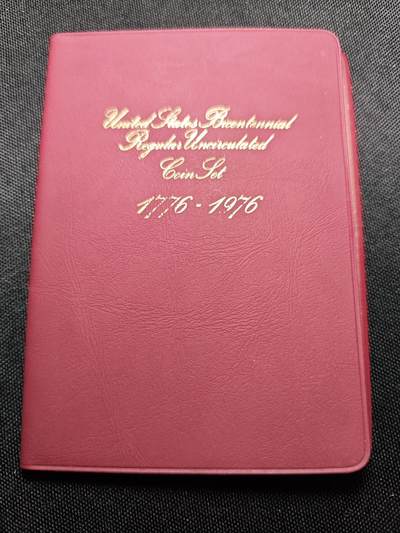 United States Bicentennial
Regular Uncirculated
Coin Set
1776-1976